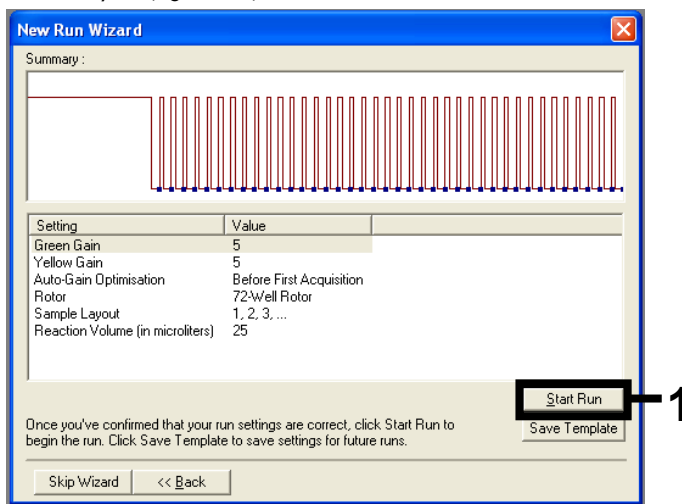 New Run Wizard
Summary :
Setting Value
Green Gain 5
Yellow Gain 5
Auto-Gain Optimisation Before First Acquisition
Rotor 72-Well Rotor
Sample Layout 1, 2, 3, ...
Reaction Volume (in microliters) 25
Start Run 1
Once you've confirmed that your run settings are correct, click Start Run to
begin the run. Click Save Template to save settings for future runs.
Save Template
Skip Wizard << Back